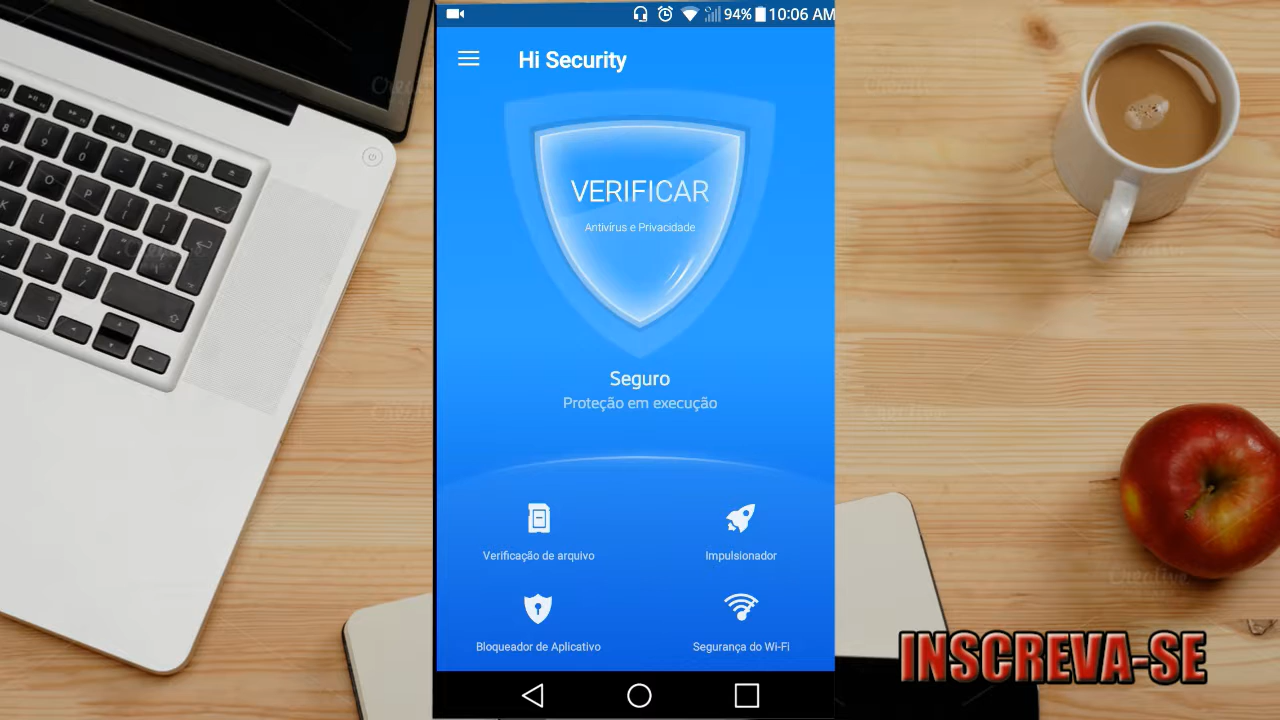 94% 10:06 AM
Hi Security
VERIFICAR
Antivírus e Privacidade
Seguro
Proteção em execução
Verificação de arquivo
Impulsionador
Bloqueador de Aplicativo
Segurança do Wi-Fi
INSCREVA-SE
Creative